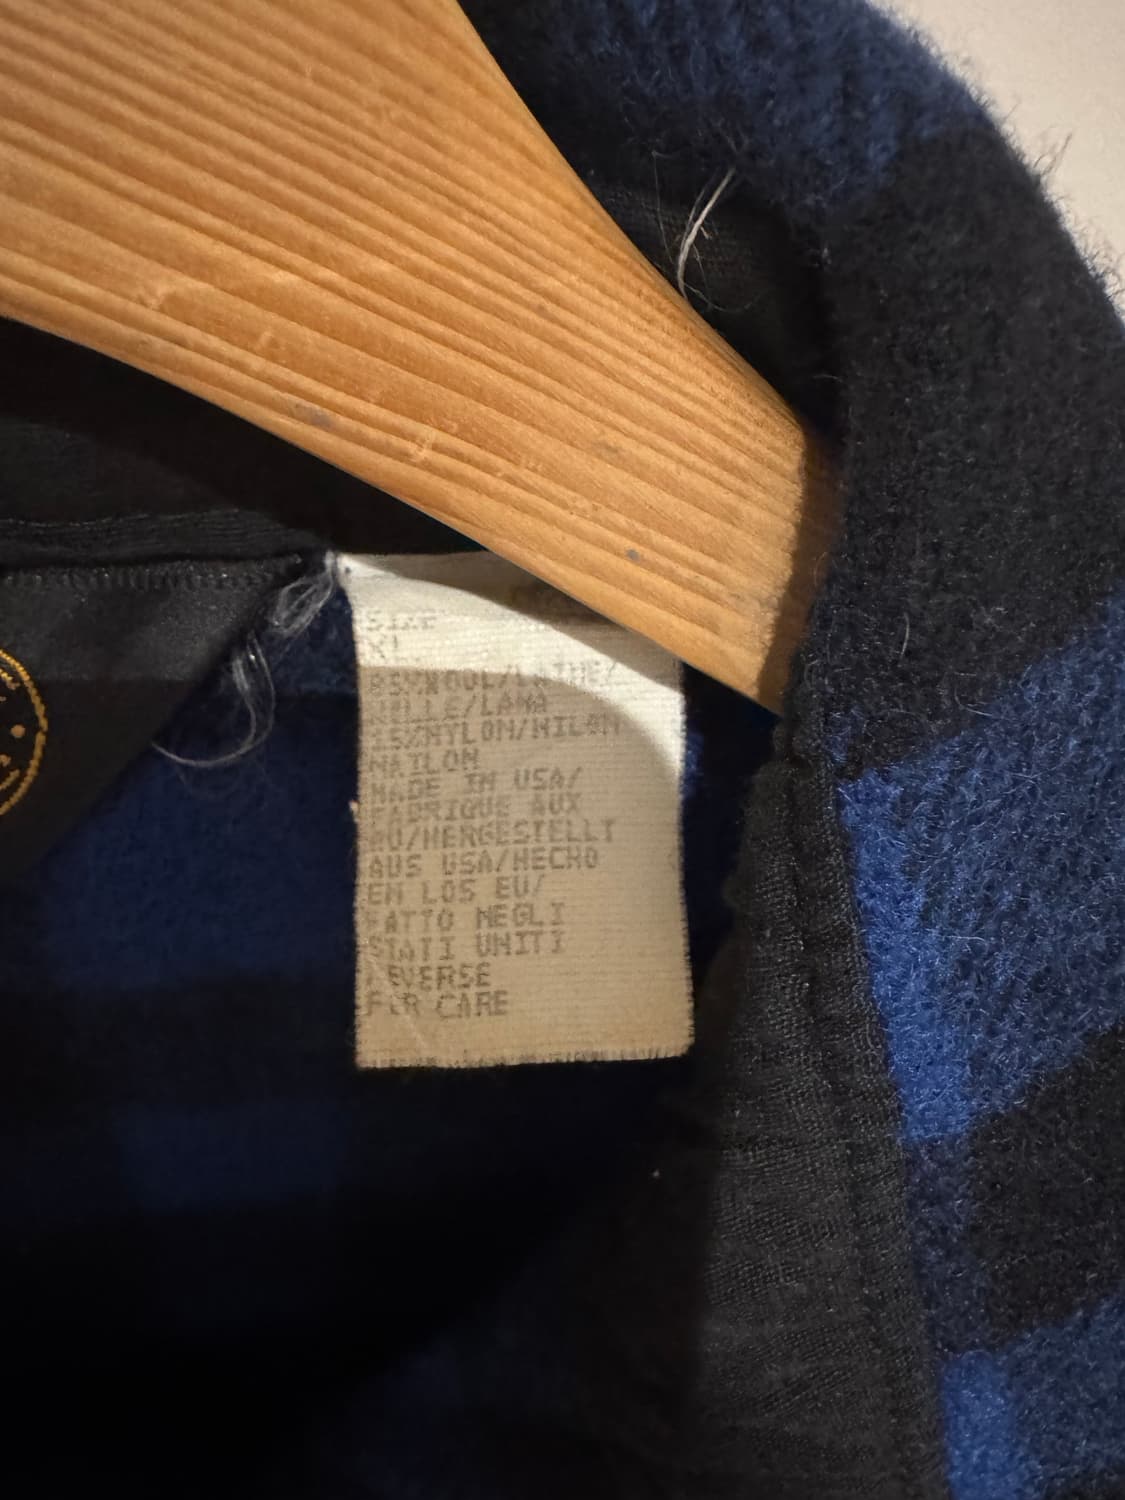 SIZE
XL
85% WOOL/LAINE/
WOLLE/LANA
15% NYLON/NILON
NAILON
MADE IN USA/
FABRIQUE AUX
EU/HERGESTELLT
AUS USA/HECHO
EN LOS EU/
FATTO NEGLI
STATI UNITI
REVERSE
FOR CARE